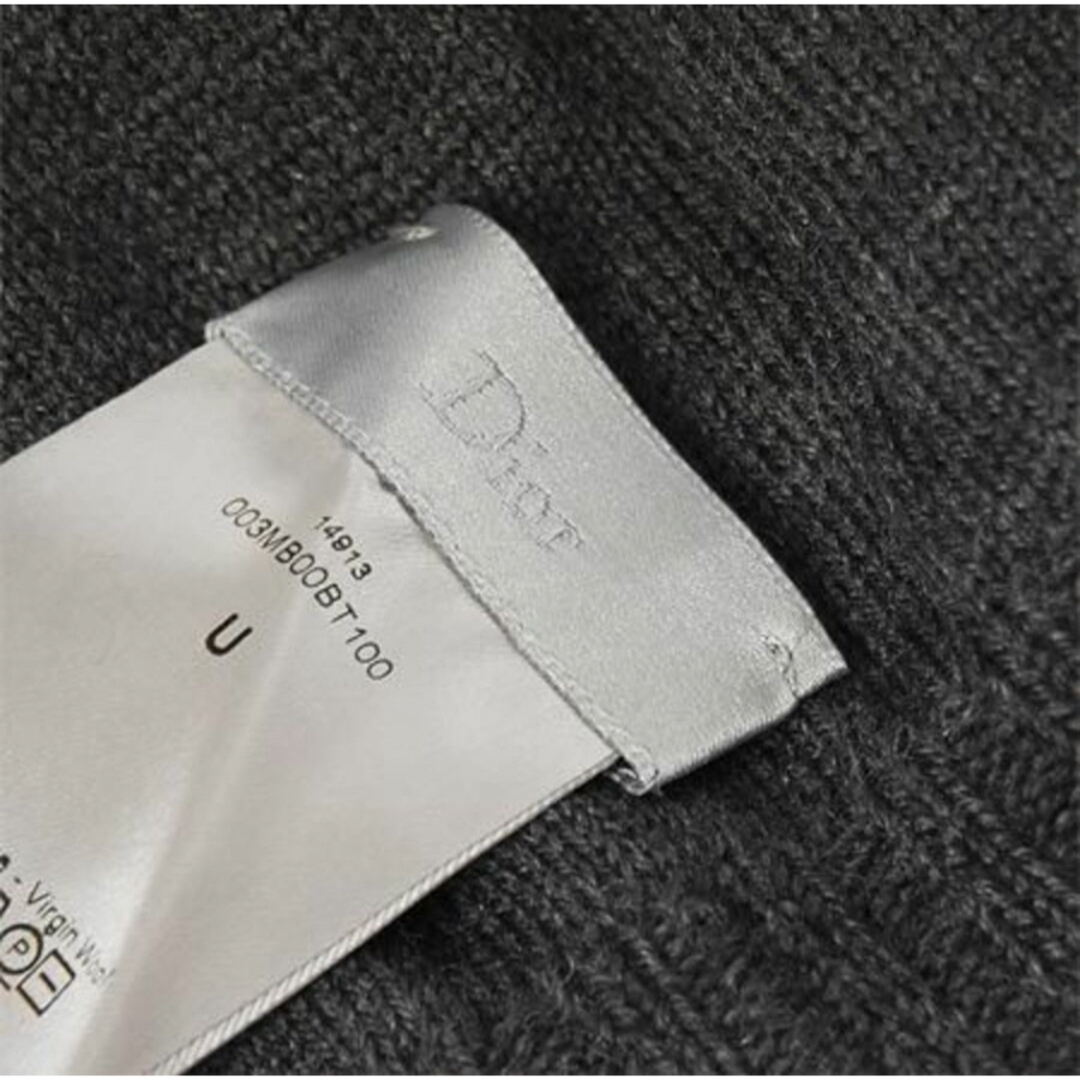 Dior
14913
003MB00BT100
U
- Virgin Wool
P